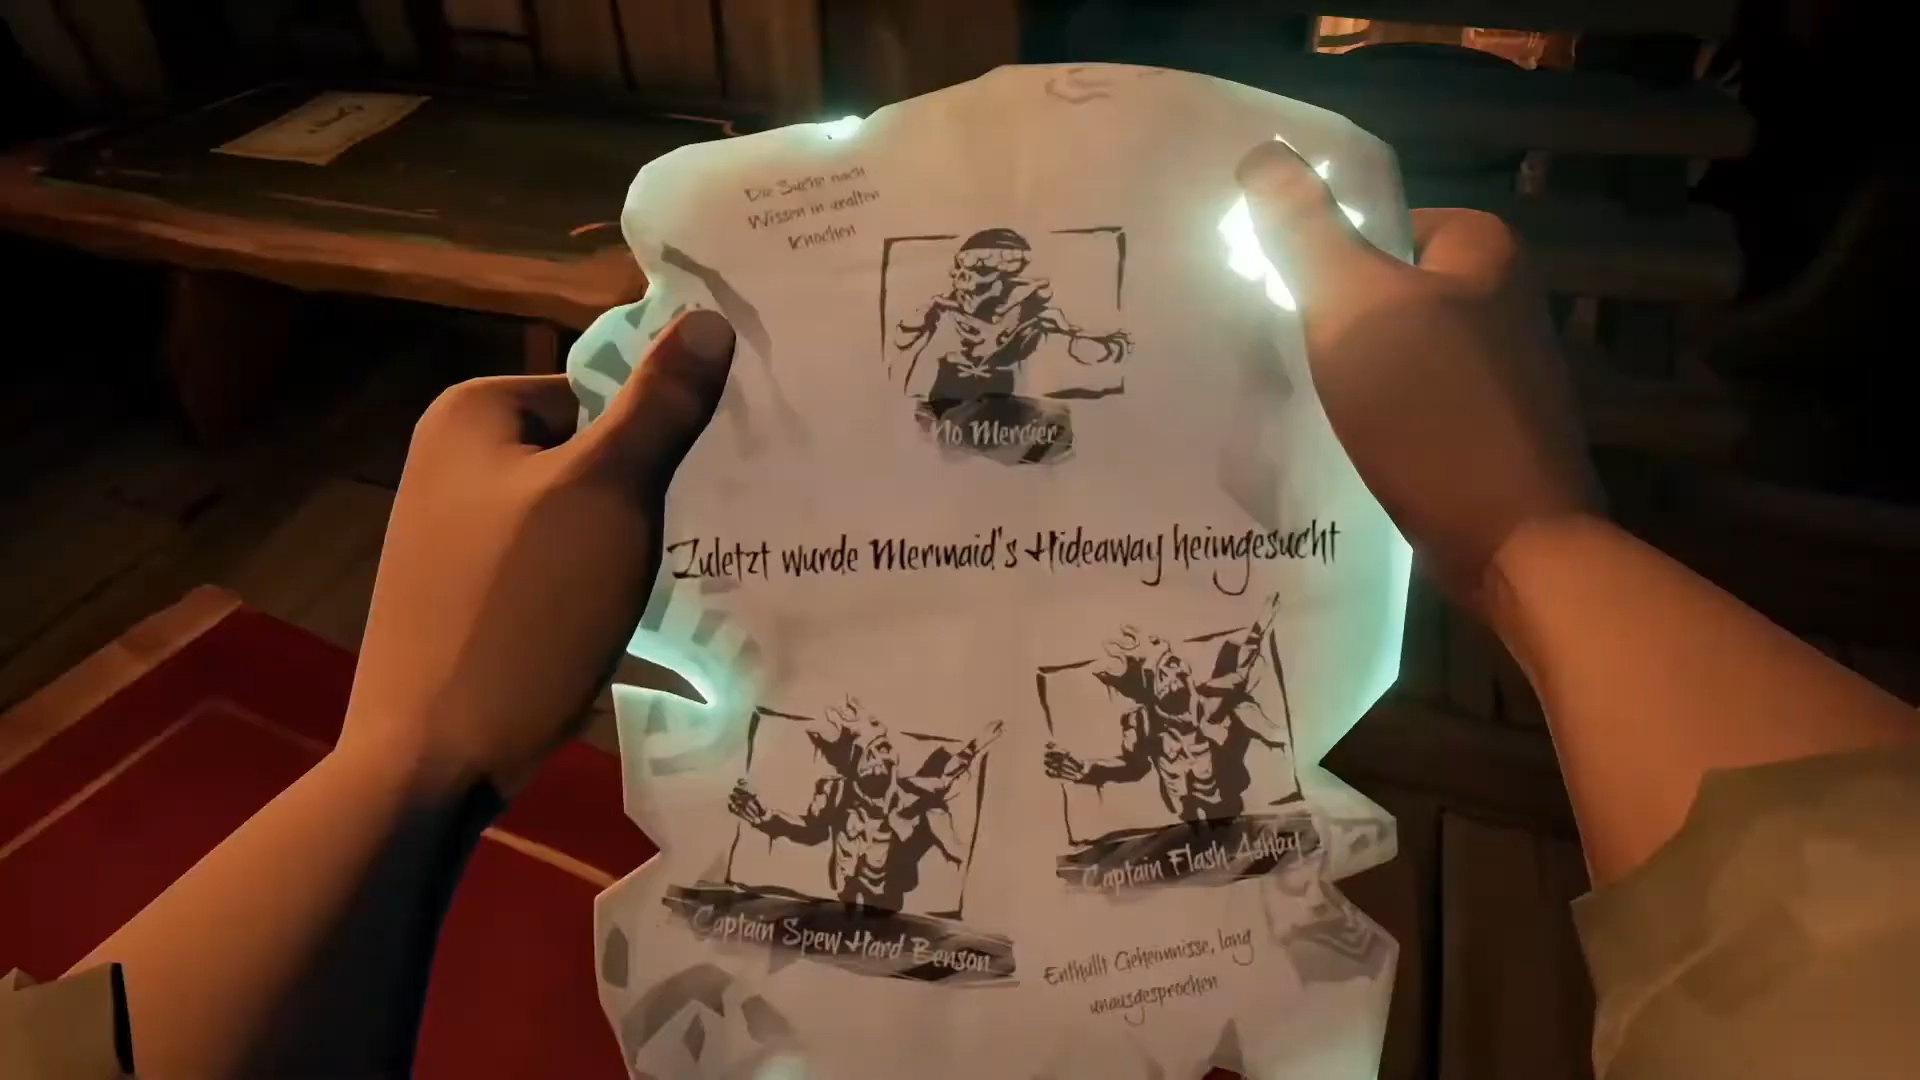 Die Suche nach
Wissen in uralten
Knochen
No Mercier
Zuletzt wurde Mermaid's Hideaway heimgesucht
Captain Flash Ashby
Captain Spew Hard Benson
Enthüllt Geheimnisse, lang
unausgesprochen